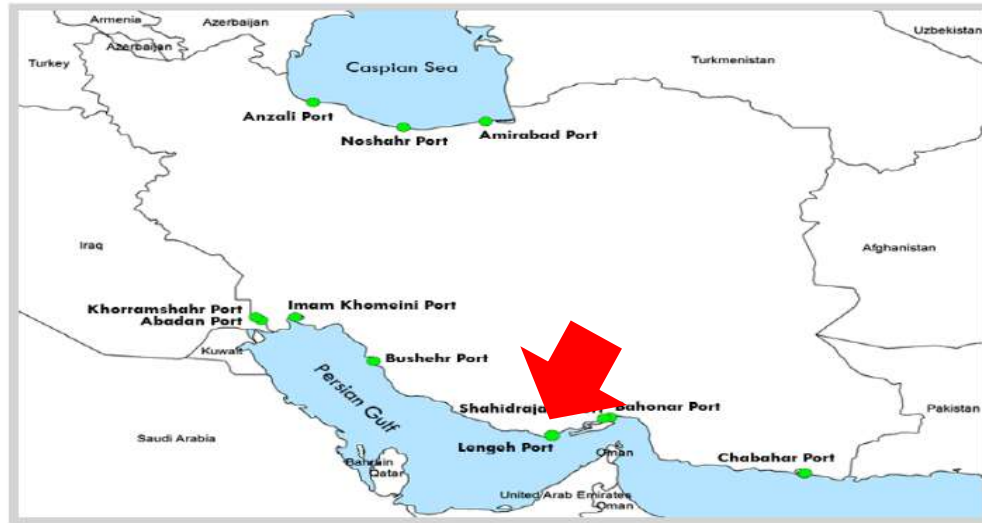 Armenia
Azerbaijan
Uzbekistan
Azerbaijan
Turkey
Caspian Sea
Turkmenistan
Anzali Port
Noshahr Port
Amirabad Port
Iraq
Afghanistan
Khorramshahr Port
Imam Khomeini Port
Abadan Port
Kuwait
Bushehr Port
Persian Gulf
Bahonar Port
Pakistan
Saudi Arabia
Lengeh Port
Oman
Chabahar Port
Bahrain
Qatar
United Arab Emirates
Oman